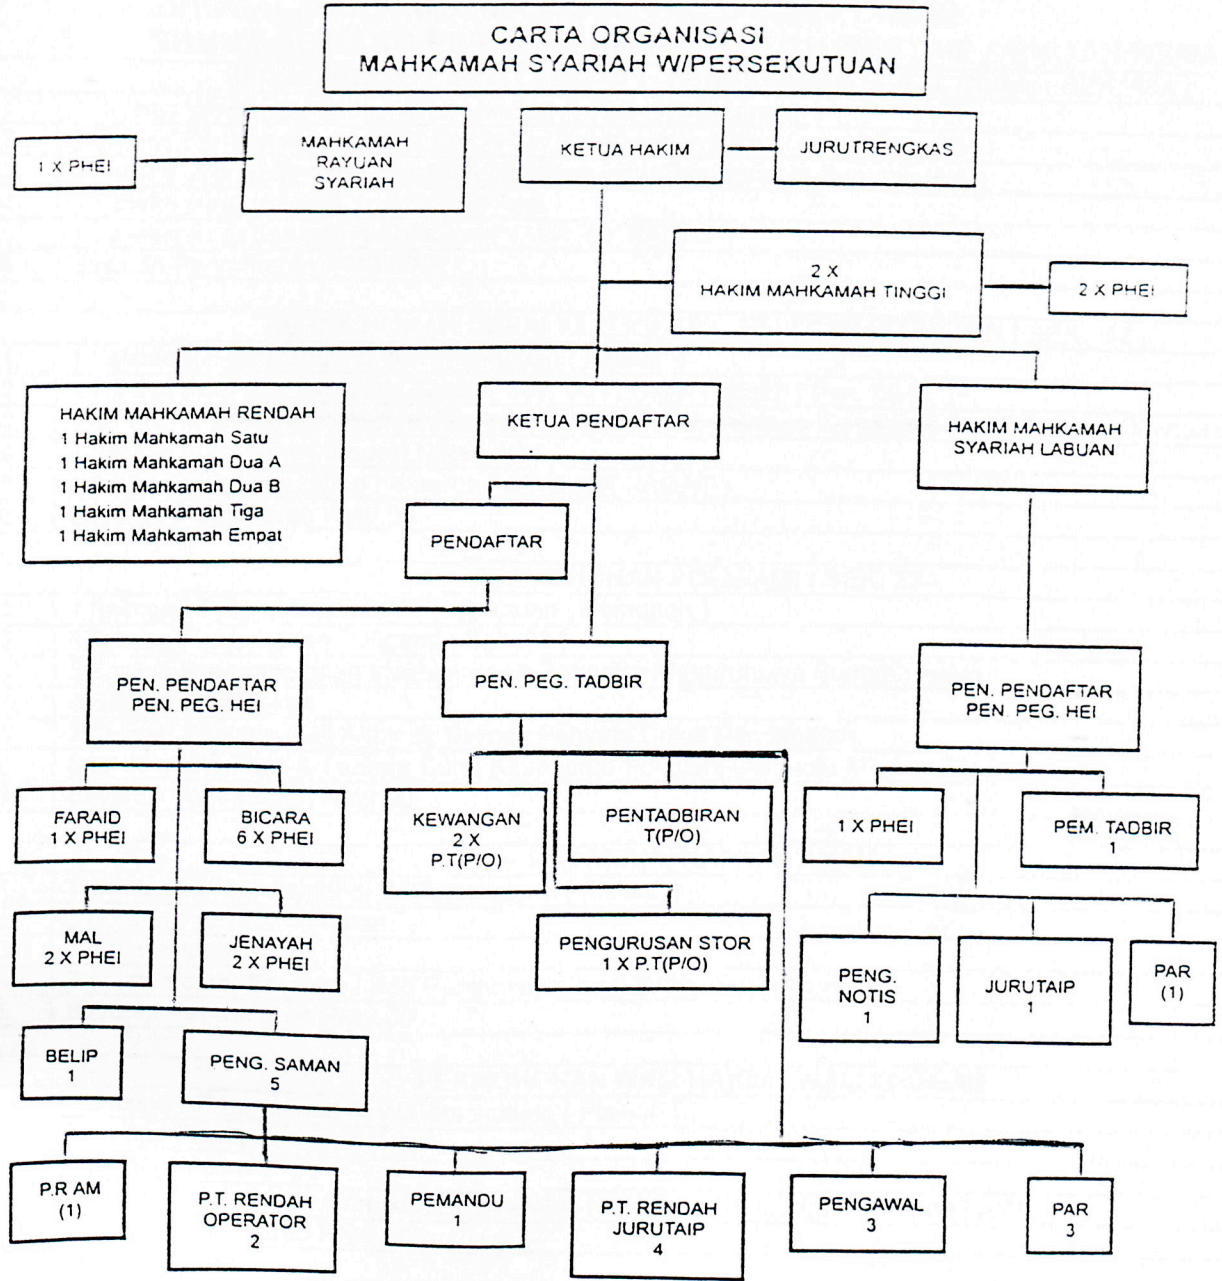 CARTA ORGANISASI
MAHKAMAH SYARIAH W/PERSEKUTUAN
1 X PHEI
MAHKAMAH
RAYUAN
SYARIAH
KETUA HAKIM
JURUTRENGKAS
2 X
HAKIM MAHKAMAH TINGGI
2 X PHEI
HAKIM MAHKAMAH RENDAH
1 Hakim Mahkamah Satu
1 Hakim Mahkamah Dua A
1 Hakim Mahkamah Dua B
1 Hakim Mahkamah Tiga
1 Hakim Mahkamah Empat
KETUA PENDAFTAR
HAKIM MAHKAMAH
SYARIAH LABUAN
PENDAFTAR
PEN. PENDAFTAR
PEN. PEG. HEI
PEN. PEG. TADBIR
PEN. PENDAFTAR
PEN. PEG. HEI
FARAID
1 X PHEI
BICARA
6 X PHEI
KEWANGAN
2 X
P.T(P/O)
PENTADBIRAN
T(P/O)
1 X PHEI
PEM. TADBIR
1
MAL
2 X PHEI
JENAYAH
2 X PHEI
PENGURUSAN STOR
1 X P.T(P/O)
PENG.
NOTIS
1
JURUTAIP
1
PAR
(1)
BELIP
1
PENG. SAMAN
5
P.R AM
(1)
P.T. RENDAH
OPERATOR
2
PEMANDU
1
P.T. RENDAH
JURUTAIP
4
PENGAWAL
3
PAR
3